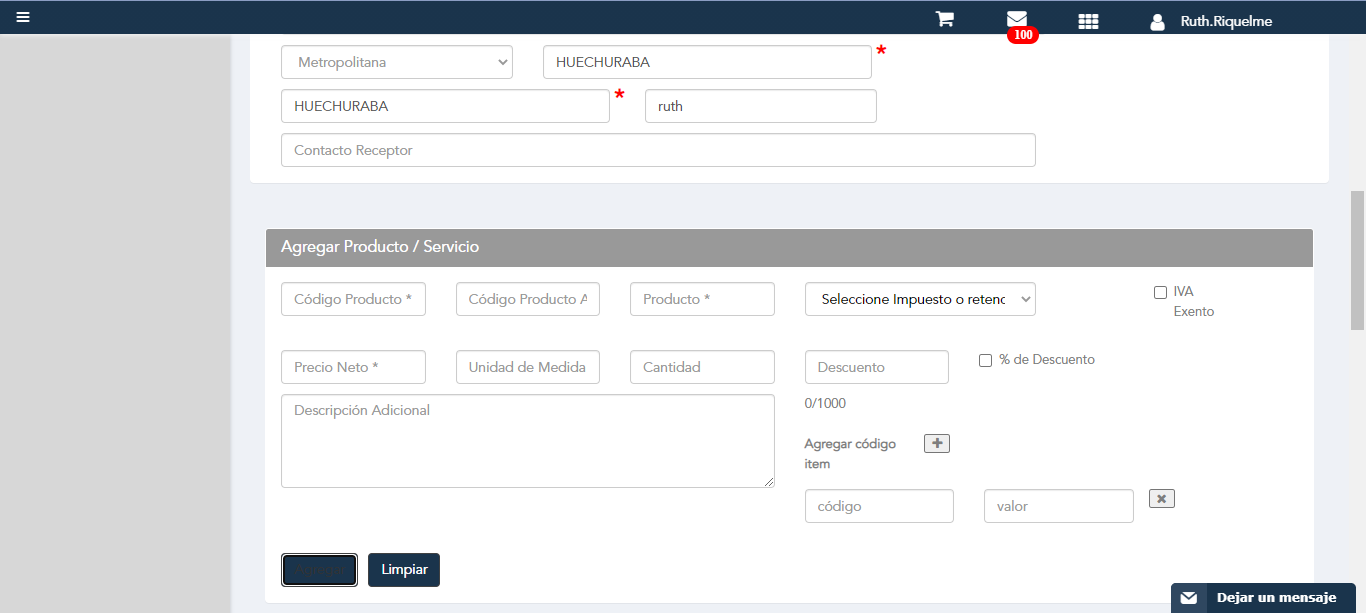 Ruth.Riquelme
100
Metropolitana
HUECHURABA
*
HUECHURABA
*
ruth
Contacto Receptor
Agregar Producto / Servicio
Código Producto *
Código Producto A
Producto *
Seleccione Impuesto o retenc
IVA
Exento
Precio Neto *
Unidad de Medida
Cantidad
Descuento
% de Descuento
Descripción Adicional
0/1000
Agregar código
item
código
valor
Limpiar
Dejar un mensaje